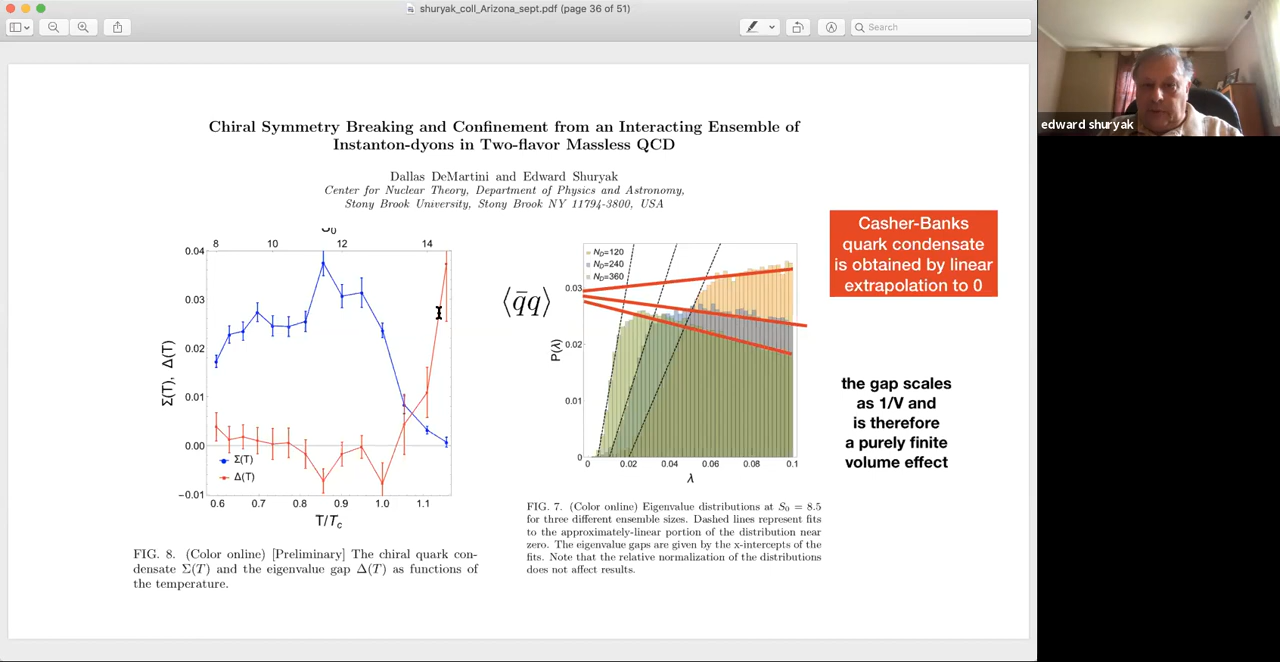 shuryak_coll_Arizona_sept.pdf (page 36 of 51)
Search
edward shuryak
Chiral Symmetry Breaking and Confinement from an Interacting Ensemble of
Instanton-dyons in Two-flavor Massless QCD
Dallas DeMartini and Edward Shuryak
Center for Nuclear Theory, Department of Physics and Astronomy,
Stony Brook University, Stony Brook NY 11794-3800, USA
8 10 12 14
0.04
0.03
0.02
0.01
0.00
−0.01
Σ(T), Δ(T)
Σ(T)
Δ(T)
0.6 0.7 0.8 0.9 1.0 1.1
T/Tc
FIG. 8. (Color online) [Preliminary] The chiral quark con-
densate Σ(T) and the eigenvalue gap Δ(T) as functions of
the temperature.
⟨q̄q⟩
N_D=120
N_D=240
N_D=360
0.03
0.02
0.01
0
P(λ)
0 0.02 0.04 0.06 0.08 0.1
λ
FIG. 7. (Color online) Eigenvalue distributions at S₀ = 8.5
for three different ensemble sizes. Dashed lines represent fits
to the approximately-linear portion of the distribution near
zero. The eigenvalue gaps are given by the x-intercepts of the
fits. Note that the relative normalization of the distributions
does not affect results.
Casher-Banks
quark condensate
is obtained by linear
extrapolation to 0
the gap scales
as 1/V and
is therefore
a purely finite
volume effect